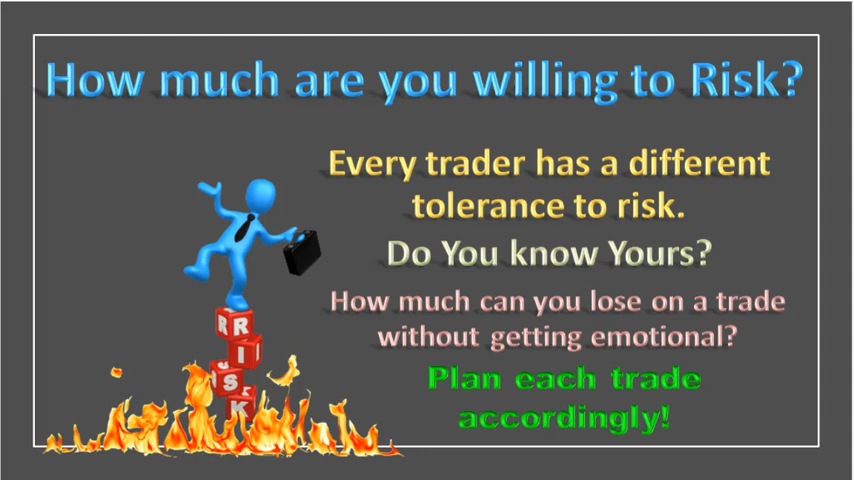 How much are you willing to Risk?
Every trader has a different
tolerance to risk.
Do You know Yours?
How much can you lose on a trade
without getting emotional?
Plan each trade
accordingly!
R R
I I
S
K